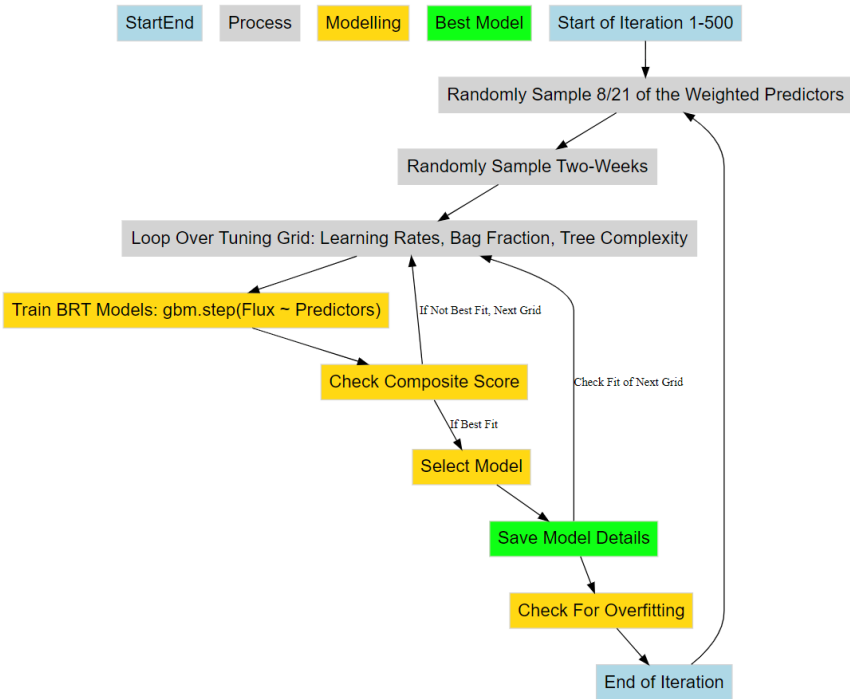 StartEnd
Process
Modelling
Best Model
Start of Iteration 1-500
Randomly Sample 8/21 of the Weighted Predictors
Randomly Sample Two-Weeks
Loop Over Tuning Grid: Learning Rates, Bag Fraction, Tree Complexity
Train BRT Models: gbm.step(Flux ~ Predictors)
If Not Best Fit, Next Grid
Check Composite Score
Check Fit of Next Grid
If Best Fit
Select Model
Save Model Details
Check For Overfitting
End of Iteration